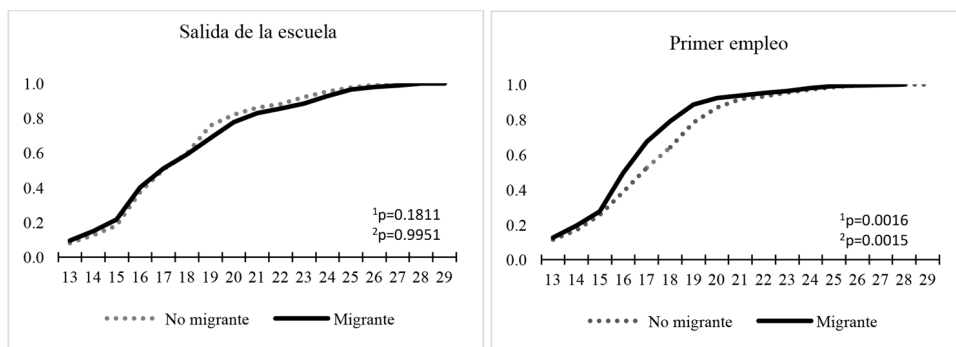 Salida de la escuela
1.0
0.8
0.6
0.4
0.2
0.0
¹p=0.1811
²p=0.9951
13 14 15 16 17 18 19 20 21 22 23 24 25 26 27 28 29
No migrante Migrante
Primer empleo
1.0
0.8
0.6
0.4
0.2
0.0
¹p=0.0016
²p=0.0015
13 14 15 16 17 18 19 20 21 22 23 24 25 26 27 28 29
No migrante Migrante